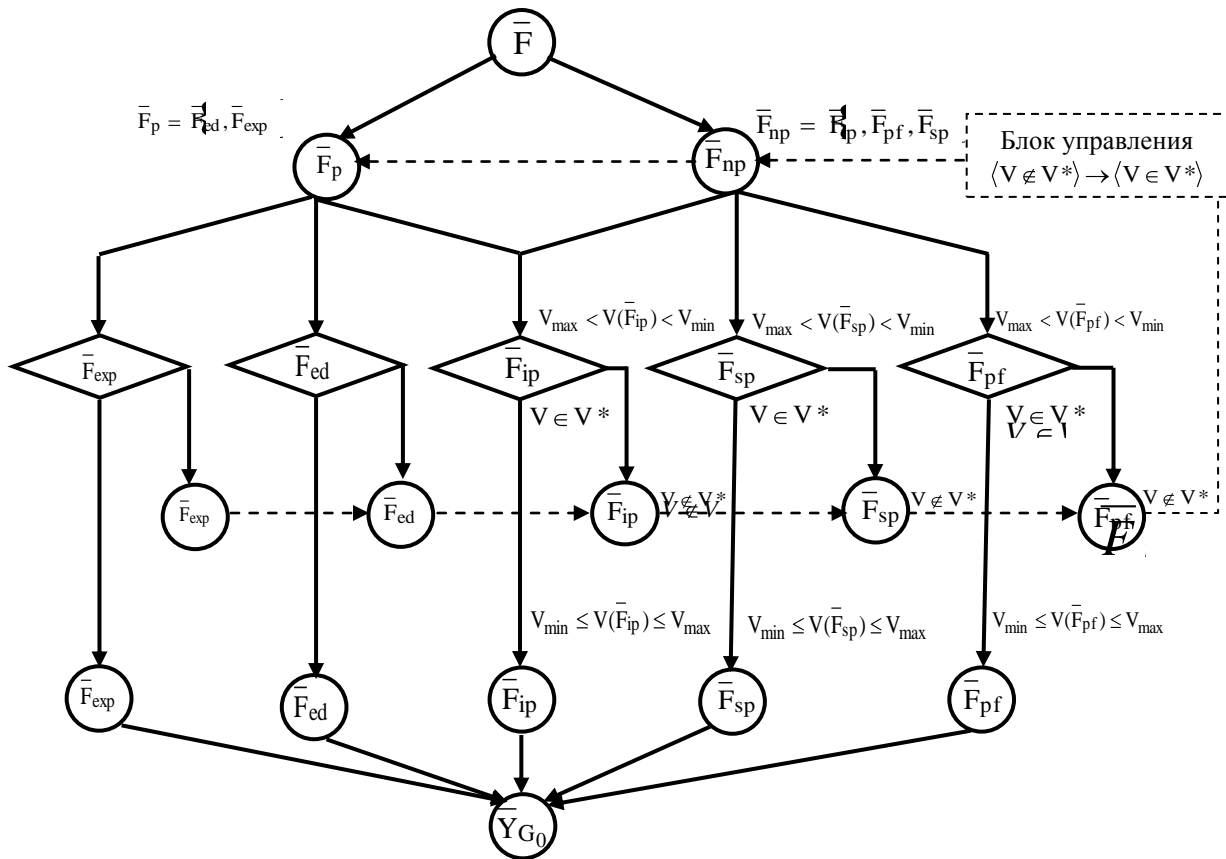 F̄
F̄p = {F̄ed, F̄exp
F̄np = {F̄ip, F̄pf, F̄sp
Блок управления
⟨V ∉ V*⟩ → ⟨V ∈ V*⟩
F̄p
F̄np
Vmax < V(F̄ip) < Vmin
Vmax < V(F̄sp) < Vmin
Vmax < V(F̄pf) < Vmin
F̄exp
F̄ed
F̄ip
F̄sp
F̄pf
V ∈ V*
V ∈ V*
V ∈ V*
F̄exp
F̄ed
F̄ip
V ∉ V*
F̄sp
V ∉ V*
F̄pf
V ∉ V*
Vmin ≤ V(F̄ip) ≤ Vmax
Vmin ≤ V(F̄sp) ≤ Vmax
Vmin ≤ V(F̄pf) ≤ Vmax
F̄exp
F̄ed
F̄ip
F̄sp
F̄pf
ȲG0